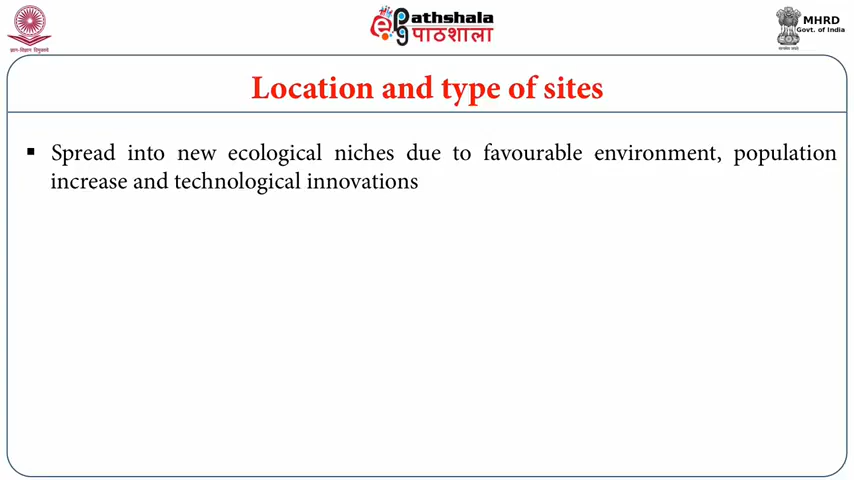 ePathshala
पाठशाला
MHRD
Govt. of India
ज्ञान-विज्ञान विमुक्तये
Location and type of sites
▪ Spread into new ecological niches due to favourable environment, population
increase and technological innovations